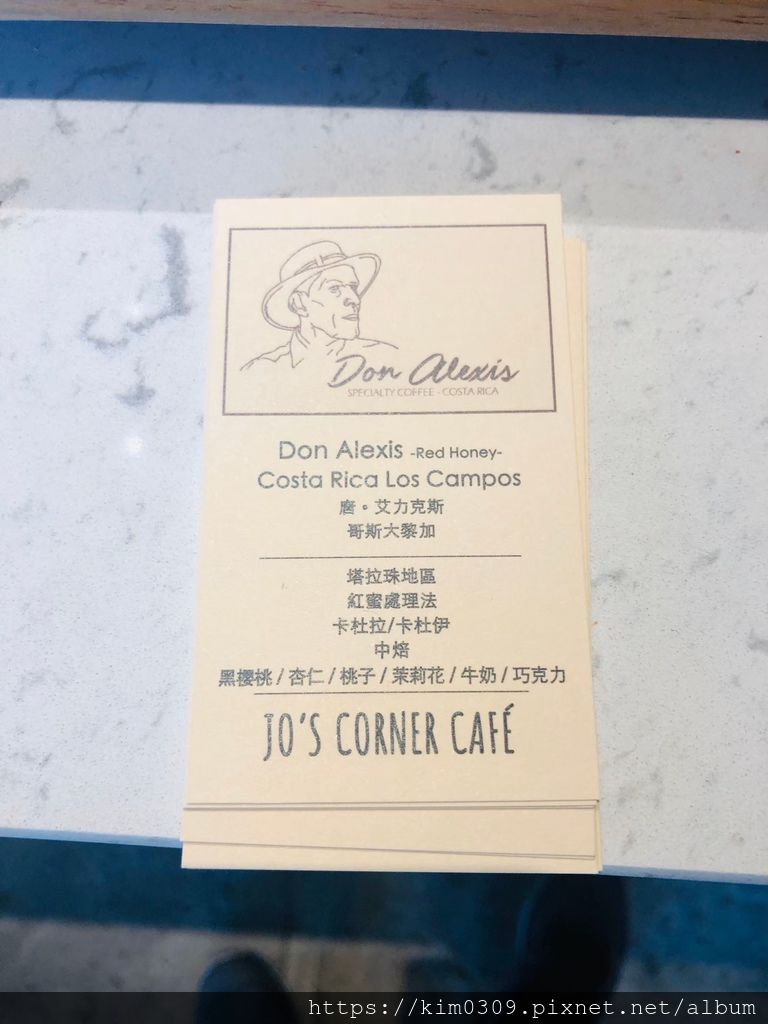 Don Alexis
SPECIALTY COFFEE - COSTA RICA
Don Alexis -Red Honey-
Costa Rica Los Campos
磨。艾力克斯
哥斯大黎加
塔拉珠地區
紅蜜處理法
卡杜拉/卡杜伊
中焙
黑櫻桃 / 杏仁 / 桃子 / 茉莉花 / 牛奶 / 巧克力
JO'S CORNER CAFÉ
https://kim0309.pixnet.net/album